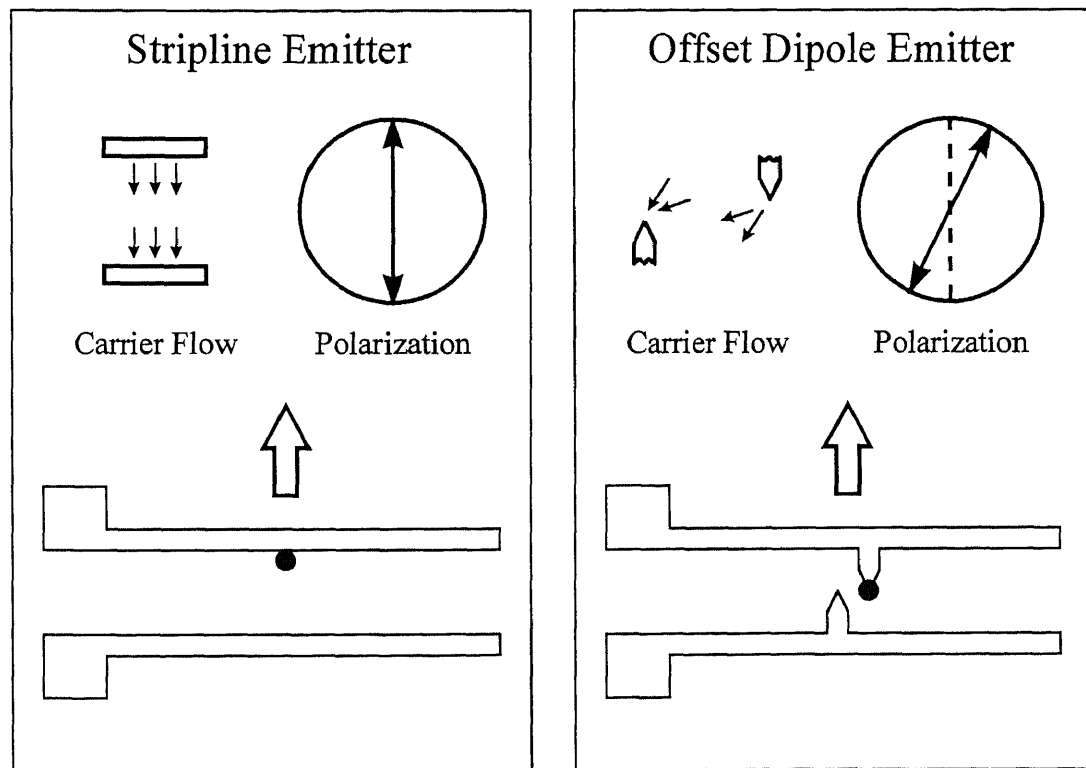 Stripline Emitter
Carrier Flow
Polarization
Offset Dipole Emitter
Carrier Flow
Polarization